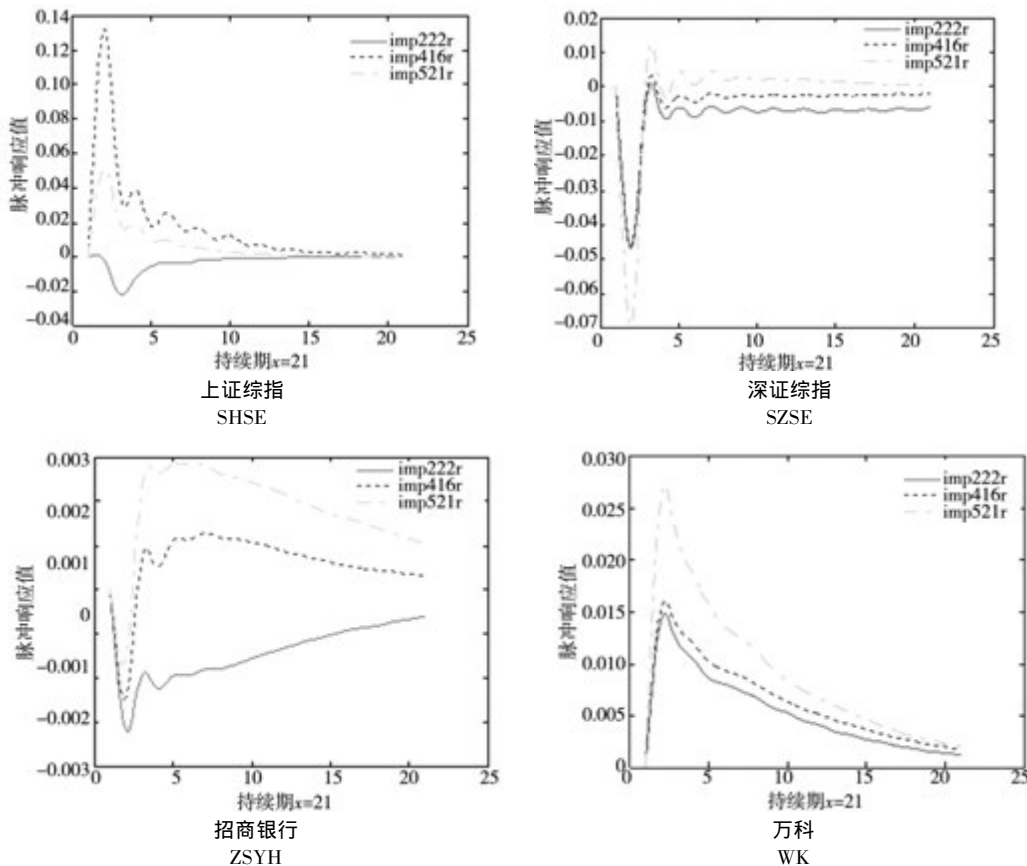 0.14
0.12
0.10
0.08
0.06
0.04
0.02
0
−0.02
−0.04
脉冲响应值
imp222r
imp416r
imp521r
0 5 10 15 20 25
持续期x=21
上证综指
SHSE
0.02
0.01
0
−0.01
−0.02
−0.03
−0.04
−0.05
−0.06
−0.07
脉冲响应值
imp222r
imp416r
imp521r
0 5 10 15 20 25
持续期x=21
深证综指
SZSE
0.003
0.002
0.001
0
−0.001
−0.002
−0.003
脉冲响应值
imp222r
imp416r
imp521r
0 5 10 15 20 25
持续期x=21
招商银行
ZSYH
0.030
0.025
0.020
0.015
0.010
0.005
0.000
脉冲响应值
imp222r
imp416r
imp521r
0 5 10 15 20 25
持续期x=21
万科
WK